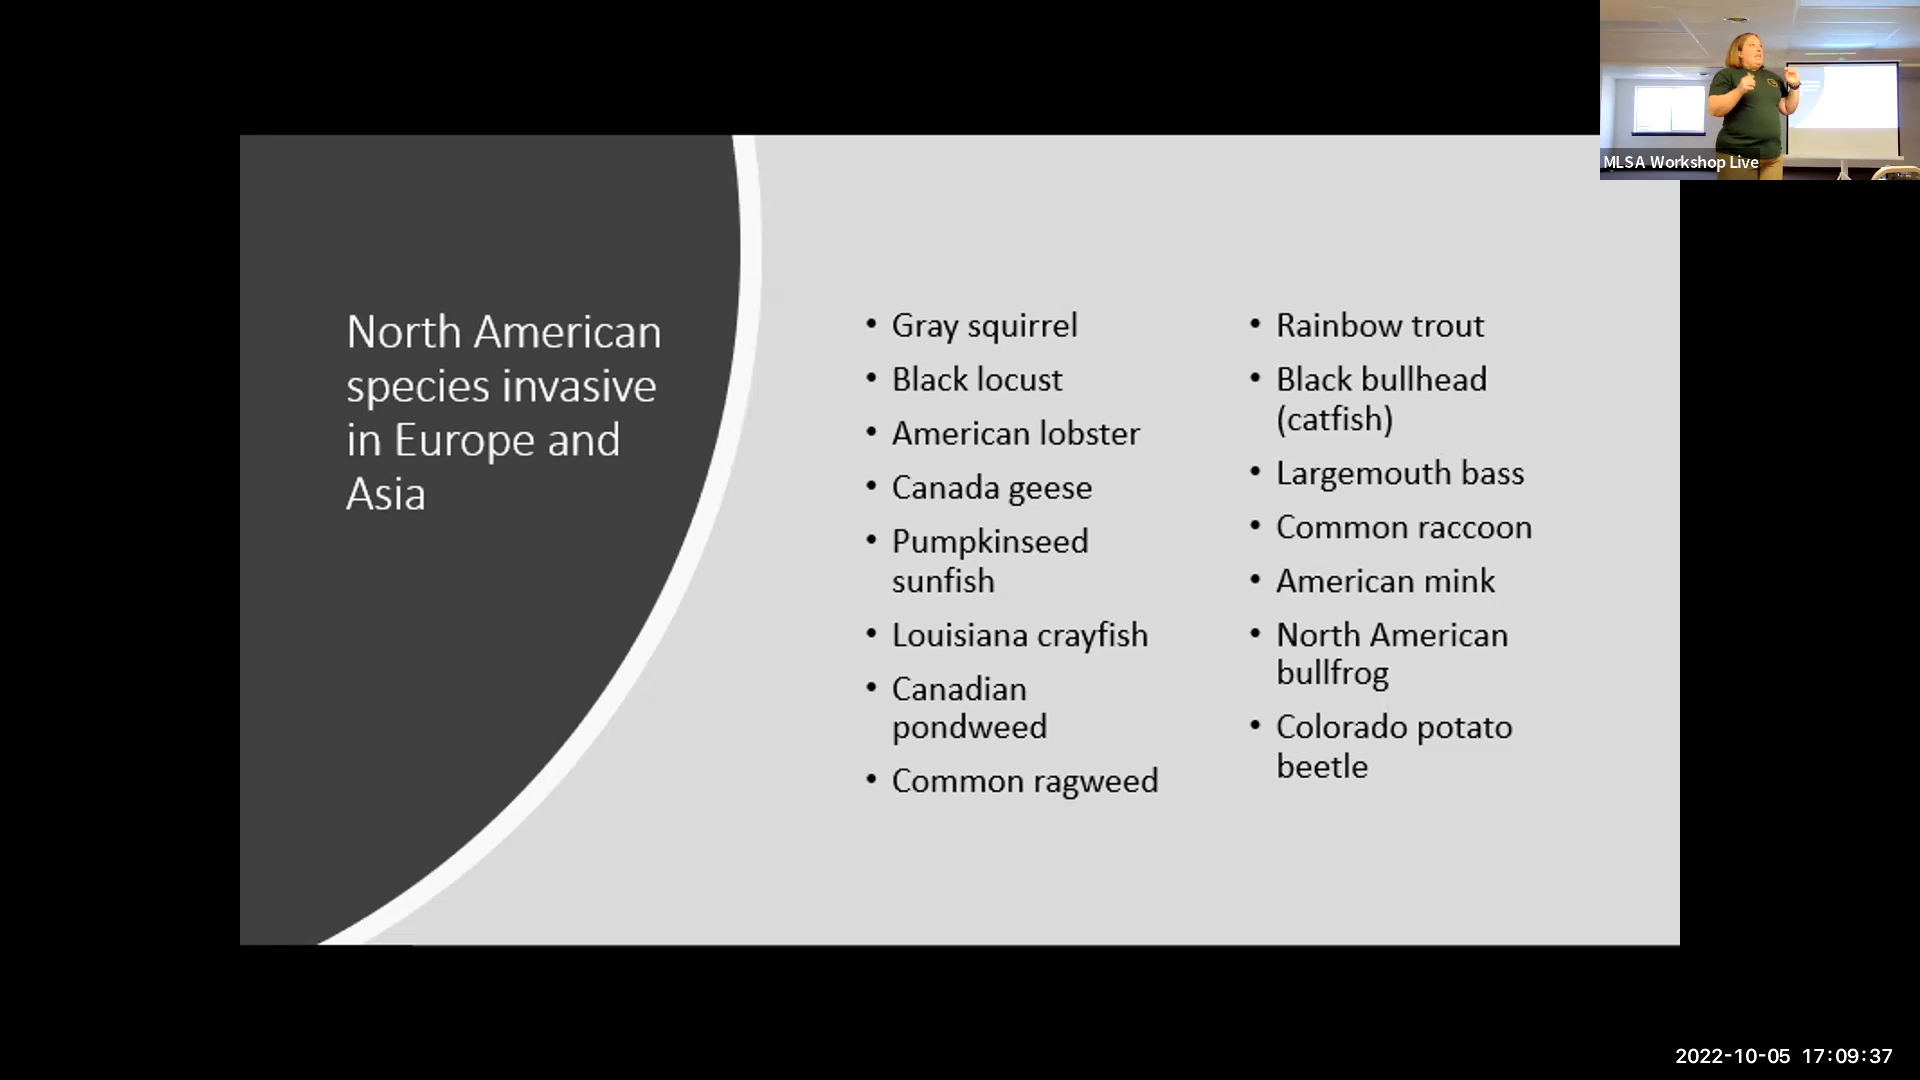 MLSA Workshop Live
North American
species invasive
in Europe and
Asia
• Gray squirrel
• Black locust
• American lobster
• Canada geese
• Pumpkinseed
sunfish
• Louisiana crayfish
• Canadian
pondweed
• Common ragweed
• Rainbow trout
• Black bullhead
(catfish)
• Largemouth bass
• Common raccoon
• American mink
• North American
bullfrog
• Colorado potato
beetle
2022-10-05 17:09:37